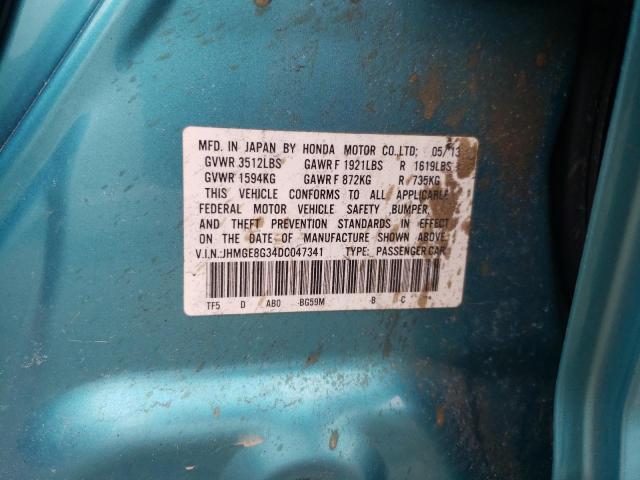 MFD. IN JAPAN BY HONDA MOTOR CO.,LTD; 05/13
GVWR 3512LBS GAWR F 1921LBS R 1619LBS
GVWR 1594KG GAWR F 872KG R 735KG
THIS VEHICLE CONFORMS TO ALL APPLICABLE
FEDERAL MOTOR VEHICLE SAFETY ,BUMPER,
AND THEFT PREVENTION STANDARDS IN EFFECT
ON THE DATE OF MANUFACTURE SHOWN ABOVE.
V.I.N.:JHMGE8G34DC047341 TYPE: PASSENGER CAR
TF5 D AB0 BG59M B C